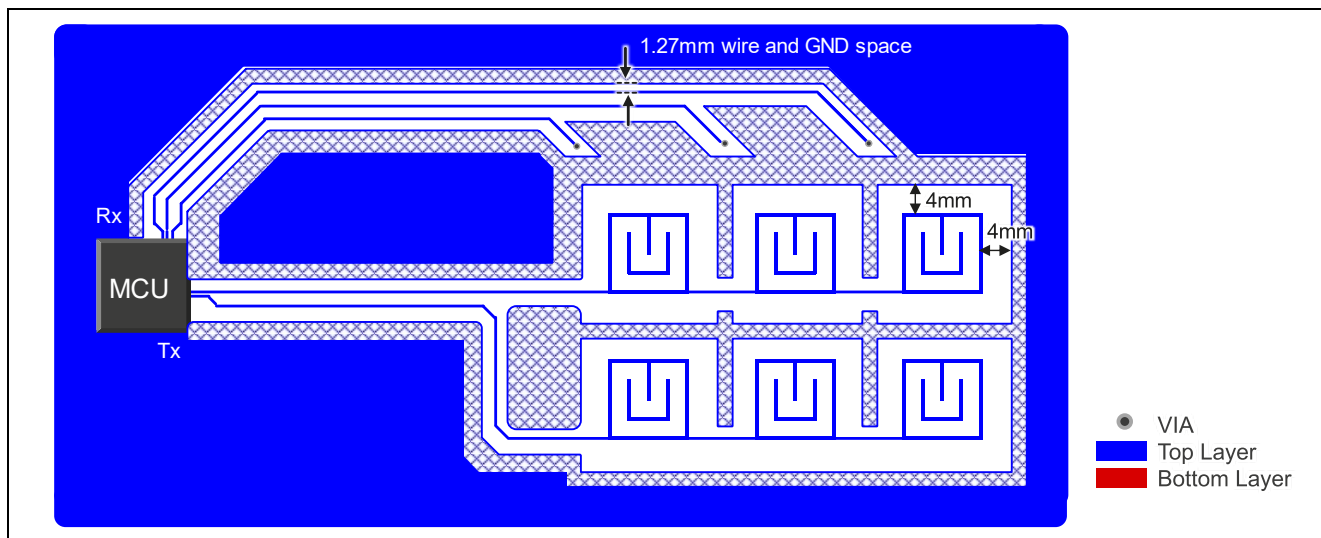 1.27mm wire and GND space
4mm
4mm
Rx
MCU
Tx
VIA
Top Layer
Bottom Layer